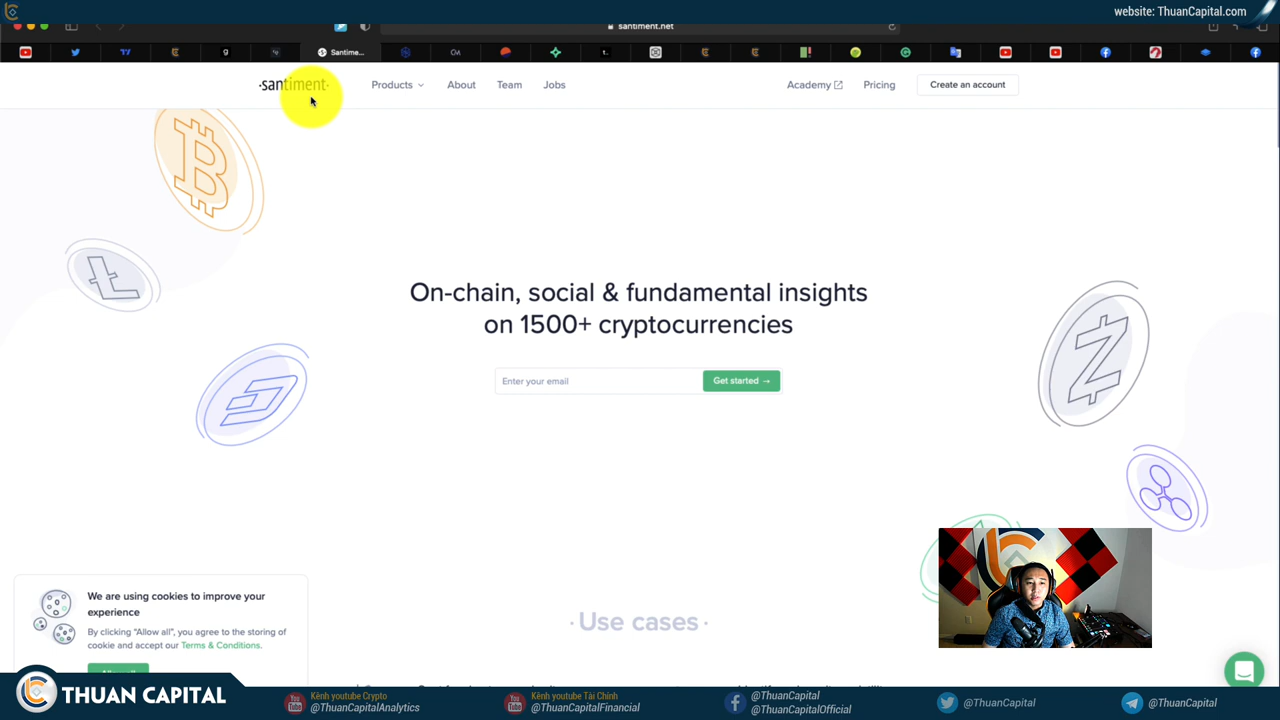 website: ThuanCapital.com
santiment.net
Santime...
·santiment·
Products
About
Team
Jobs
Academy
Pricing
Create an account
On-chain, social & fundamental insights
on 1500+ cryptocurrencies
Enter your email
Get started →
We are using cookies to improve your
experience
By clicking “Allow all”, you agree to the storing of
cookie and accept our Terms & Conditions.
· Use cases ·
THUAN CAPITAL
Kênh youtube Crypto
@ThuanCapitalAnalytics
Kênh youtube Tài Chính
@ThuanCapitalFinancial
@ThuanCapital
@ThuanCapitalOfficial
@ThuanCapital
@ThuanCapital